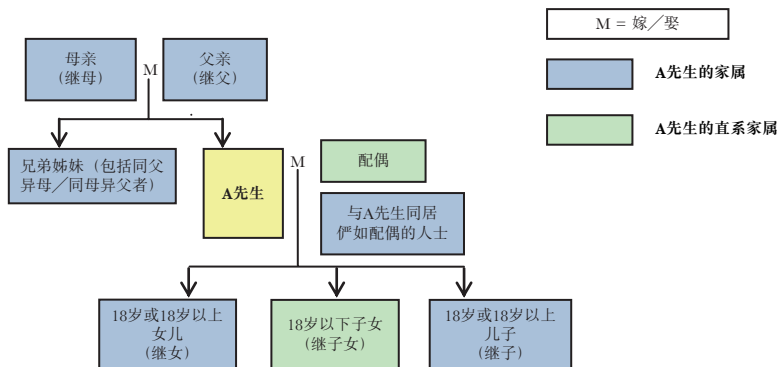 M = 嫁／娶
母亲
(继母)
M
父亲
(继父)
A先生的家属
A先生的直系家属
兄弟姊妹（包括同父
异母／同母异父者）
A先生
M
配偶
与A先生同居
俨如配偶的人士
18岁或18岁以上
女儿
(继女)
18岁以下子女
(继子女)
18岁或18岁以上
儿子
(继子)